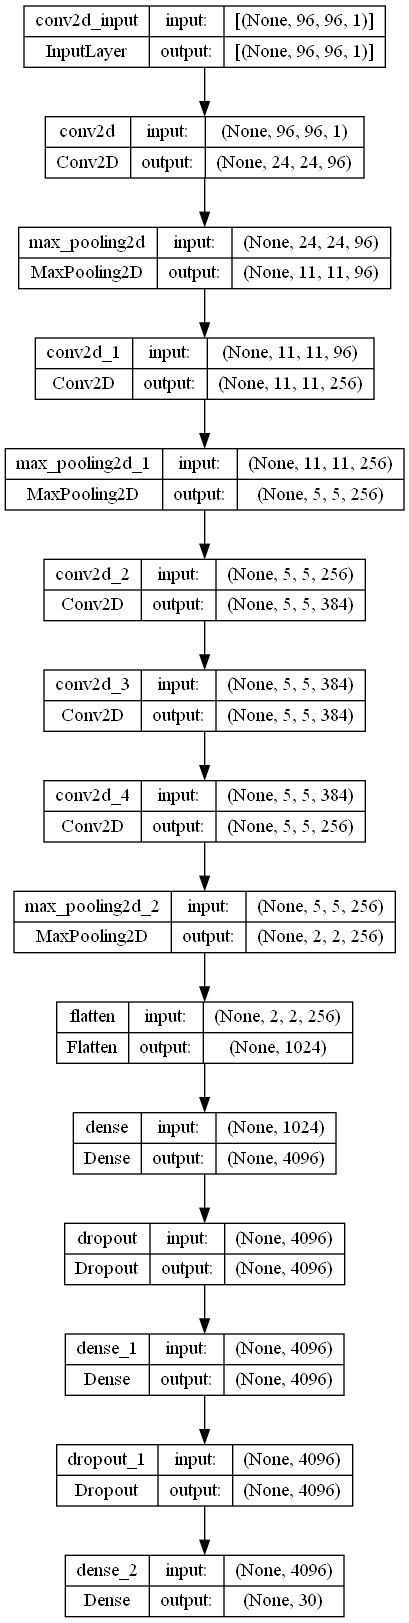 conv2d_input input: [(None, 96, 96, 1)]
InputLayer output: [(None, 96, 96, 1)]
conv2d input: (None, 96, 96, 1)
Conv2D output: (None, 24, 24, 96)
max_pooling2d input: (None, 24, 24, 96)
MaxPooling2D output: (None, 11, 11, 96)
conv2d_1 input: (None, 11, 11, 96)
Conv2D output: (None, 11, 11, 256)
max_pooling2d_1 input: (None, 11, 11, 256)
MaxPooling2D output: (None, 5, 5, 256)
conv2d_2 input: (None, 5, 5, 256)
Conv2D output: (None, 5, 5, 384)
conv2d_3 input: (None, 5, 5, 384)
Conv2D output: (None, 5, 5, 384)
conv2d_4 input: (None, 5, 5, 384)
Conv2D output: (None, 5, 5, 256)
max_pooling2d_2 input: (None, 5, 5, 256)
MaxPooling2D output: (None, 2, 2, 256)
flatten input: (None, 2, 2, 256)
Flatten output: (None, 1024)
dense input: (None, 1024)
Dense output: (None, 4096)
dropout input: (None, 4096)
Dropout output: (None, 4096)
dense_1 input: (None, 4096)
Dense output: (None, 4096)
dropout_1 input: (None, 4096)
Dropout output: (None, 4096)
dense_2 input: (None, 4096)
Dense output: (None, 30)